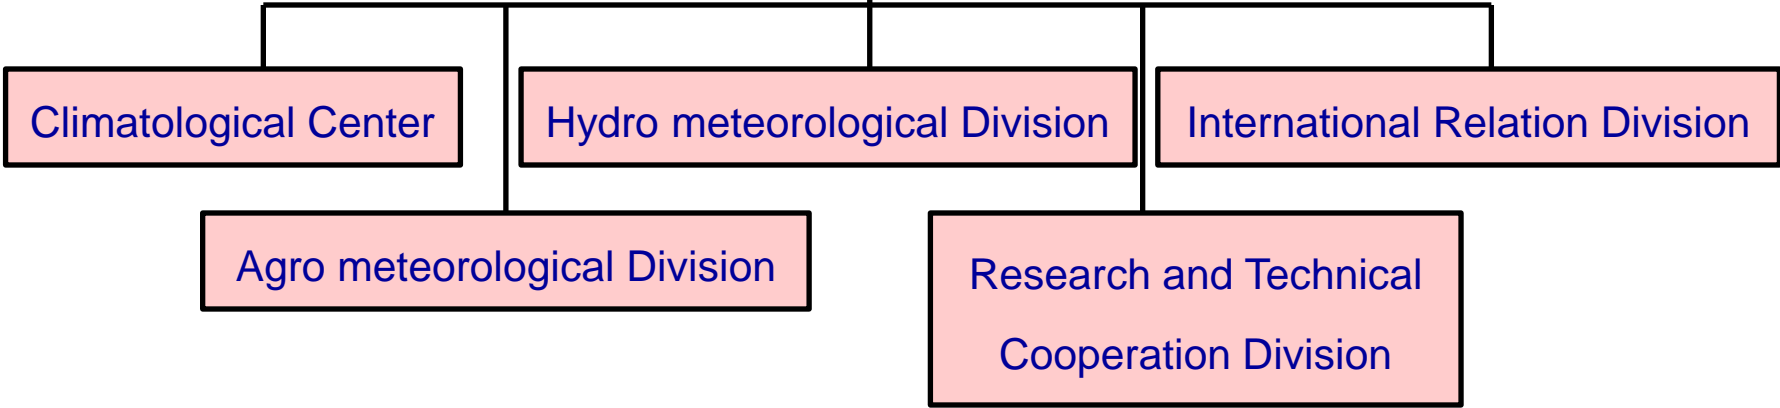 Climatological Center
Hydro meteorological Division
International Relation Division
Agro meteorological Division
Research and Technical
Cooperation Division